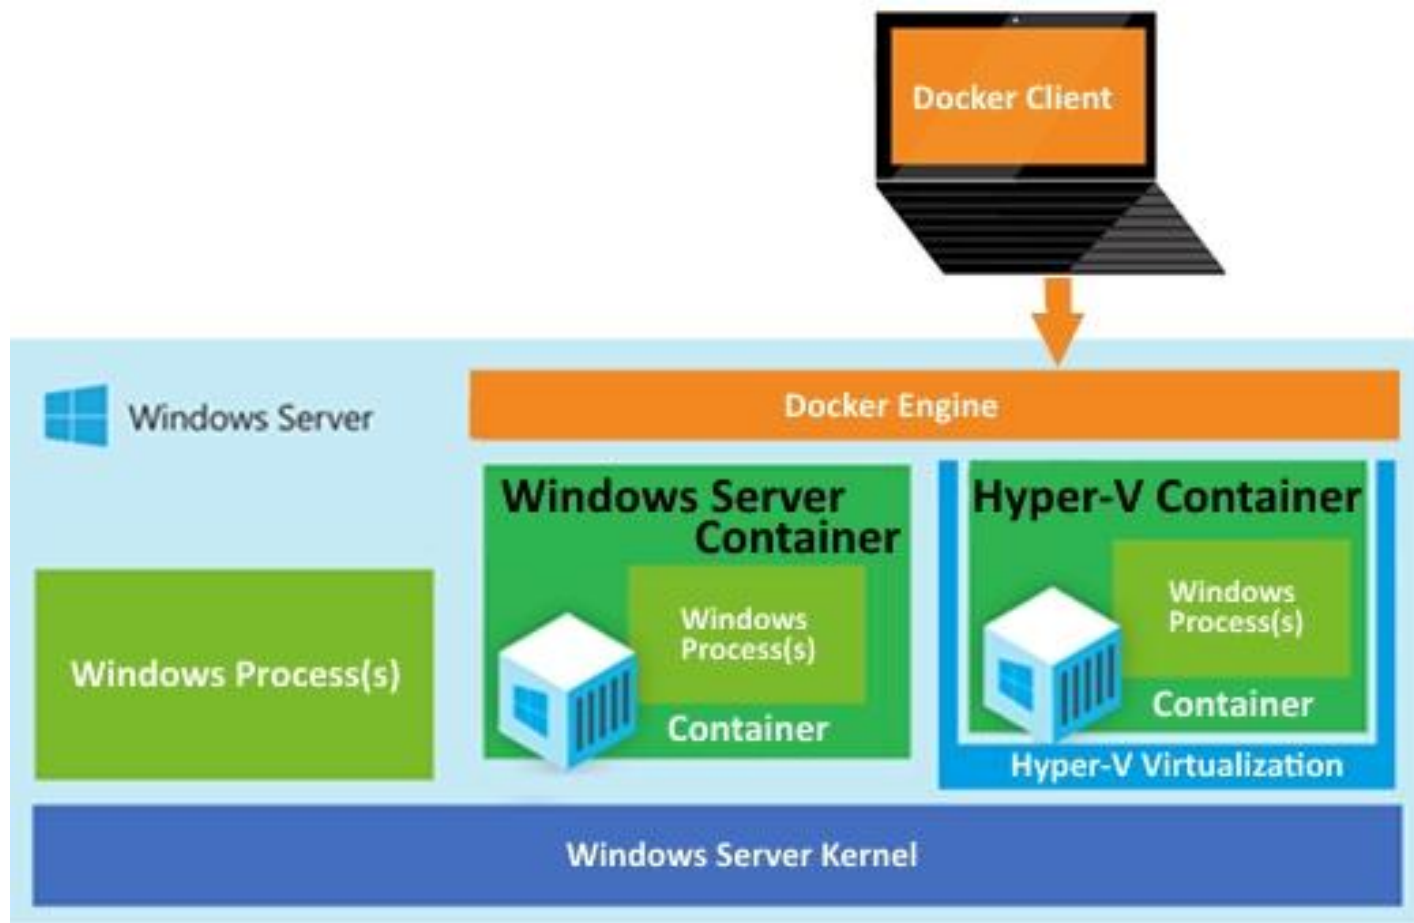 Docker Client
Windows Server
Docker Engine
Windows Server
Container
Windows
Process(s)
Container
Hyper-V Container
Windows
Process(s)
Container
Hyper-V Virtualization
Windows Process(s)
Windows Server Kernel